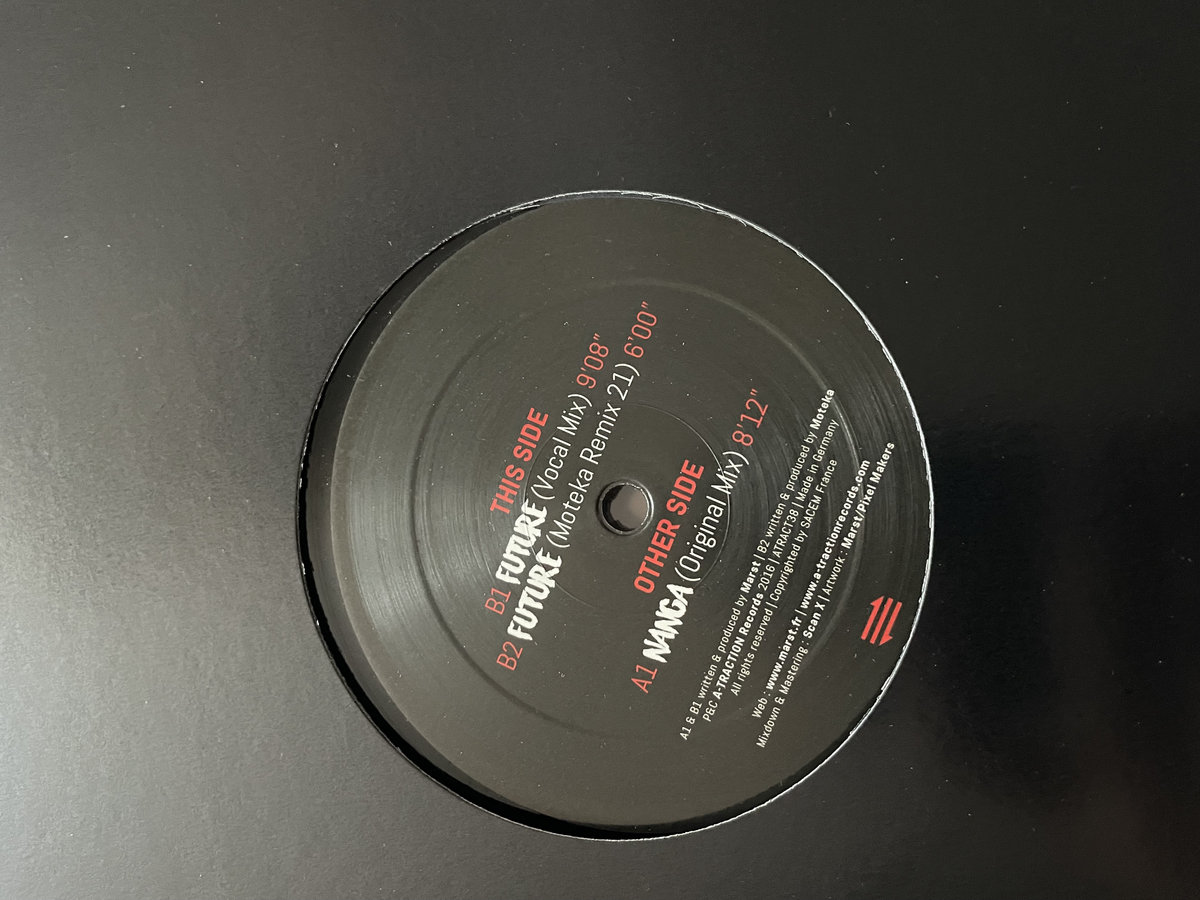 THIS SIDE
B1 FUTURE (Vocal Mix) 9'08"
B2 FUTURE (Moteka Remix 21) 6'00"
OTHER SIDE
A1 NANGA (Original Mix) 8'12"
A1 & B1 written & produced by Marst | B2 written & produced by Moteka
P&C A-TRACTION Records 2016 | ATRACT38 | Made in Germany
All rights reserved | Copyrighted by SACEM France
Web : www.marst.fr | www.a-tractionrecords.com
Mixdown & Mastering : Scan X | Artwork : Marst/Pixel Makers